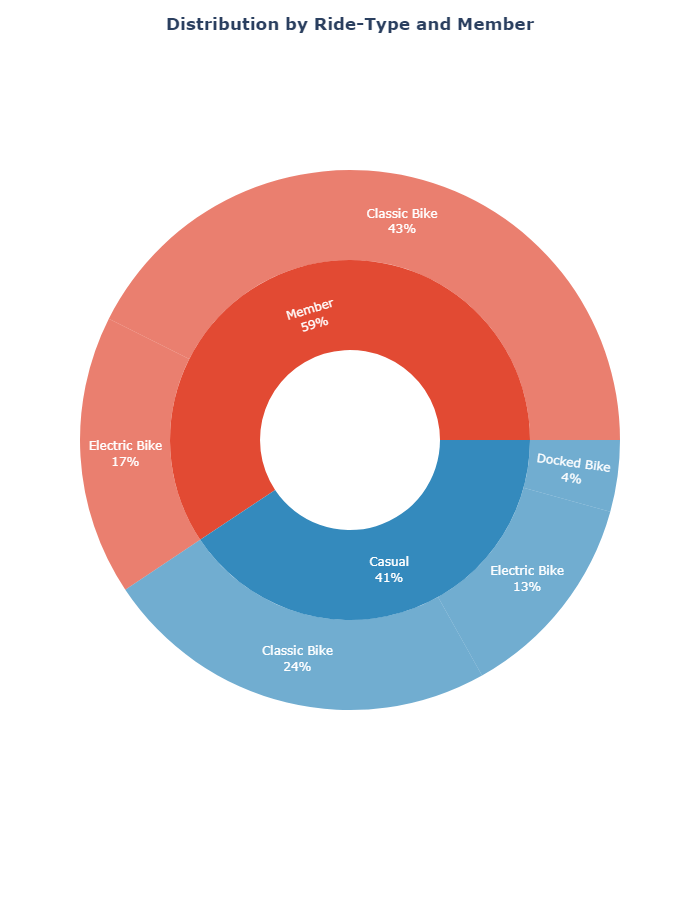 Distribution by Ride-Type and Member
Classic Bike
43%
Member
59%
Electric Bike
17%
Docked Bike
4%
Casual
41%
Electric Bike
13%
Classic Bike
24%